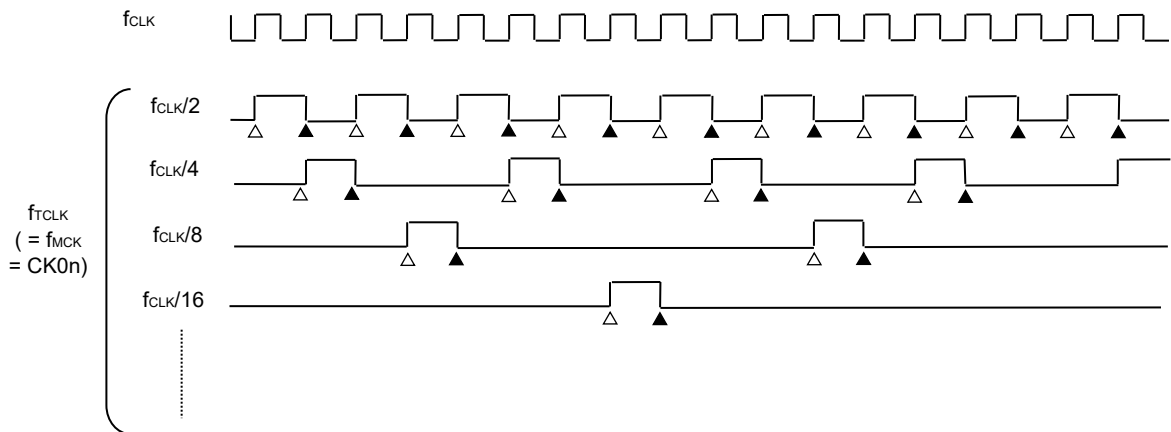 fCLK
fCLK/2
fCLK/4
fTCLK
( = fMCK
= CK0n)
fCLK/8
fCLK/16